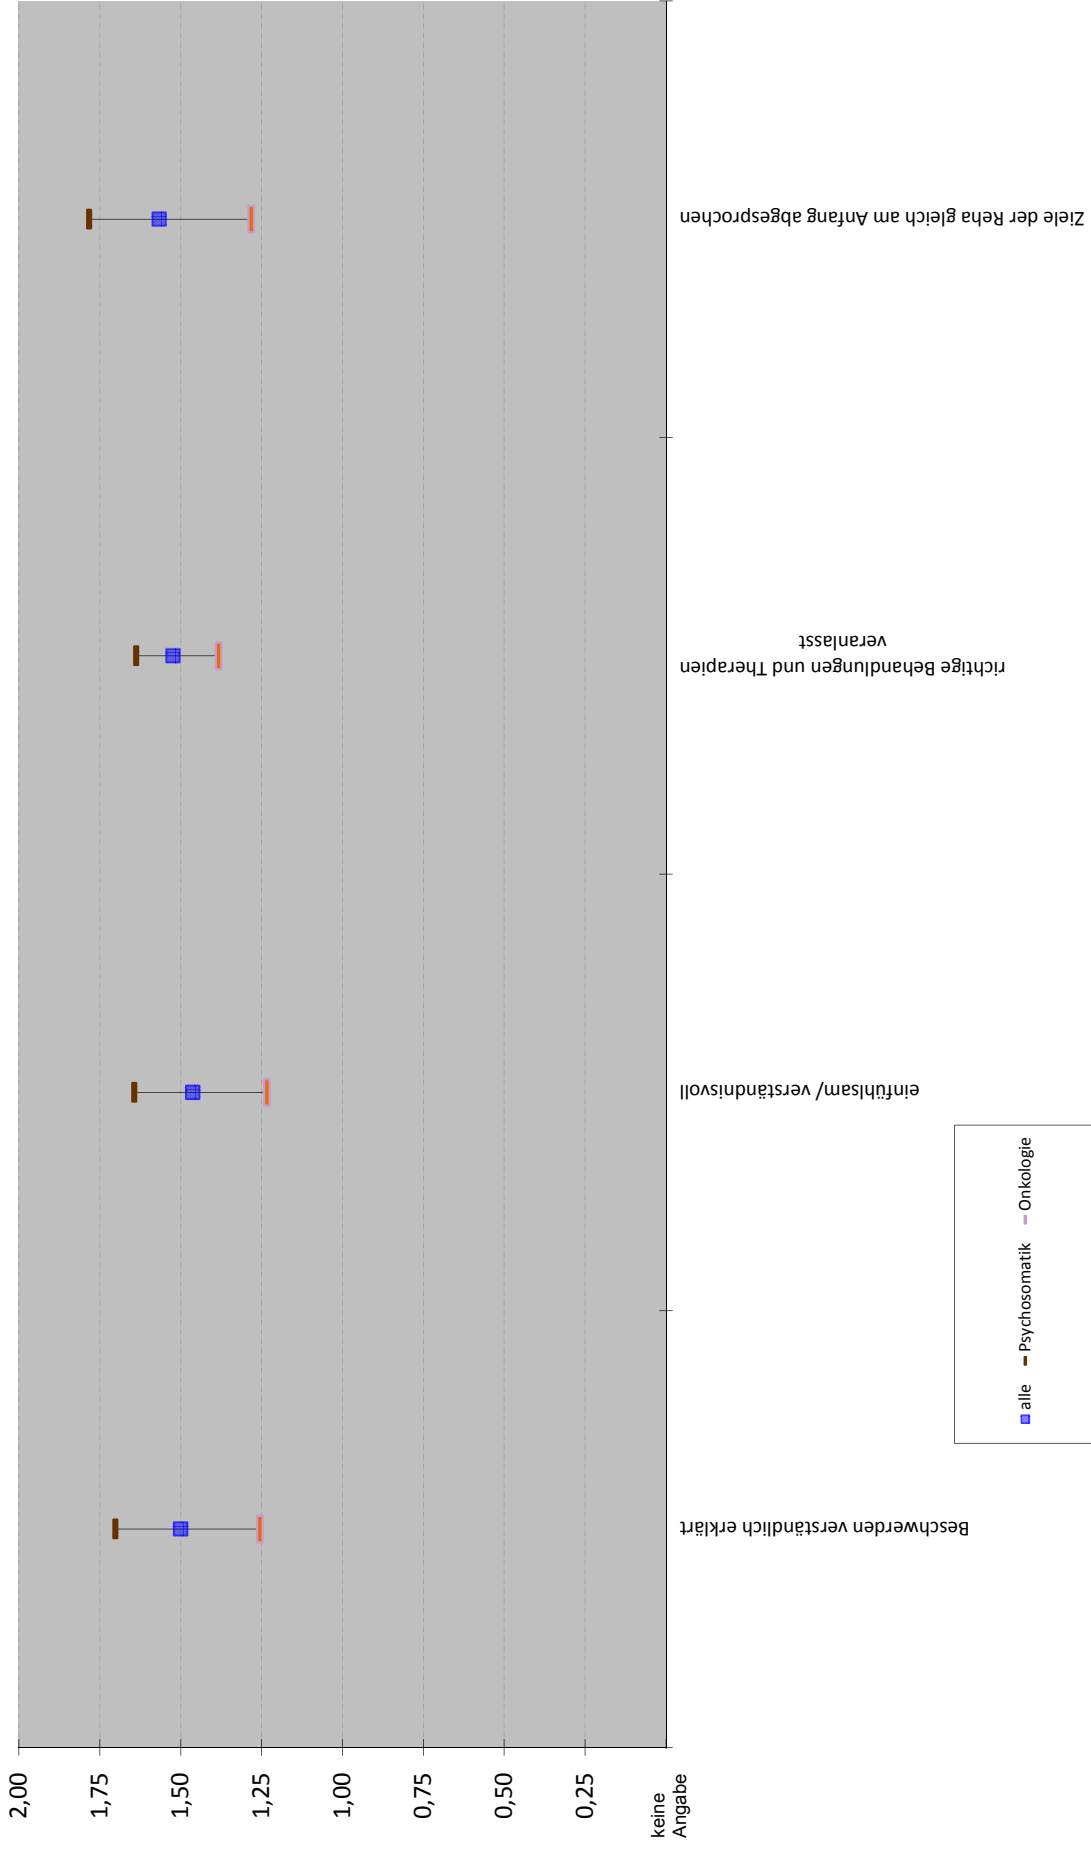 2,00
1,75
1,50
1,25
1,00
0,75
0,50
0,25
keine
Angabe
Beschwerden verständlich erklärt
einfühlsam/ verständnisvoll
richtige Behandlungen und Therapien
veranlasst
Ziele der Reha gleich am Anfang abgesprochen
alle Psychosomatik Onkologie